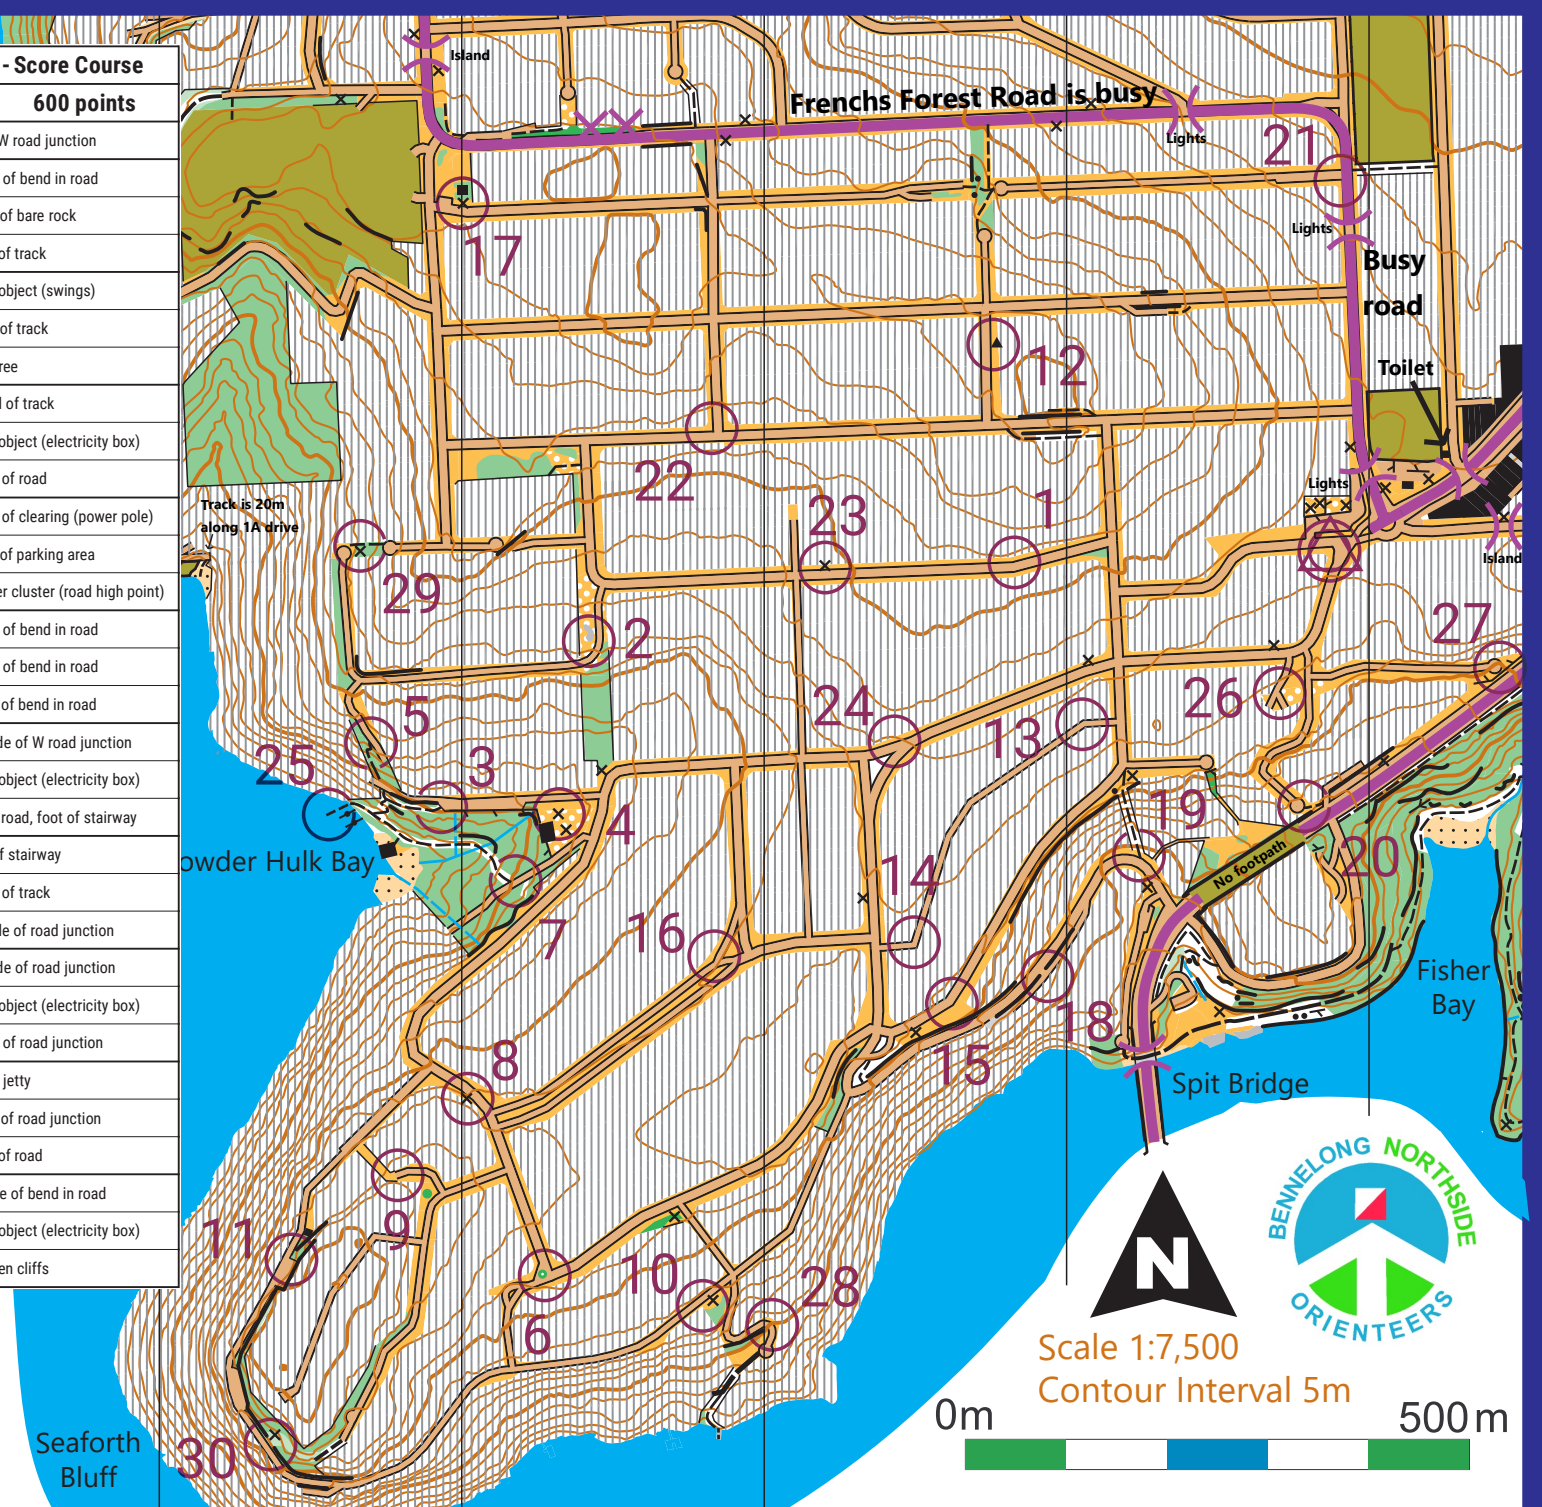 - Score Course
600 points
W road junction
of bend in road
of bare rock
of track
object (swings)
of track
ree
l of track
object (electricity box)
of road
of clearing (power pole)
of parking area
er cluster (road high point)
of bend in road
of bend in road
of bend in road
de of W road junction
object (electricity box)
road, foot of stairway
f stairway
of track
le of road junction
de of road junction
object (electricity box)
of road junction
jetty
of road junction
of road
e of bend in road
object (electricity box)
en cliffs
Island
Frenchs Forest Road is busy
Lights
21
17
Lights
Busy
road
12
Toilet
22
23
1
Lights
Track is 20m
along 1A drive
Island
29
2
27
5
24
26
13
25
3
4
19
owder Hulk Bay
No footpath
20
14
7
16
Fisher
Bay
18
8
15
Spit Bridge
9
11
10
28
6
30
Seaforth
Bluff
N
BENNELONG NORTHSIDE
ORIENTEERS
Scale 1:7,500
Contour Interval 5m
0m
500m